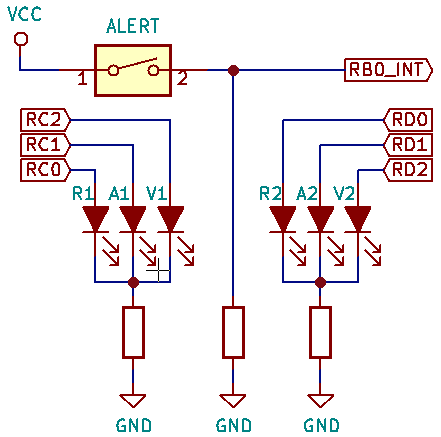 VCC
ALERT
1 2
RB0_INT
RC2 RD0
RC1 RD1
RC0 RD2
R1 A1 V1 R2 A2 V2
GND GND GND